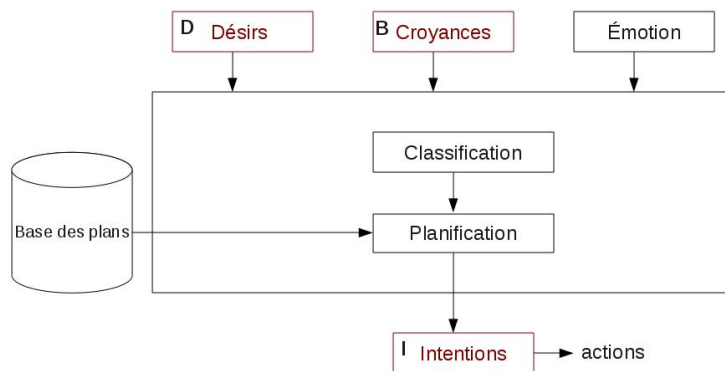 D Désirs
B Croyances
Émotion
Classification
Base des plans
Planification
I Intentions
actions